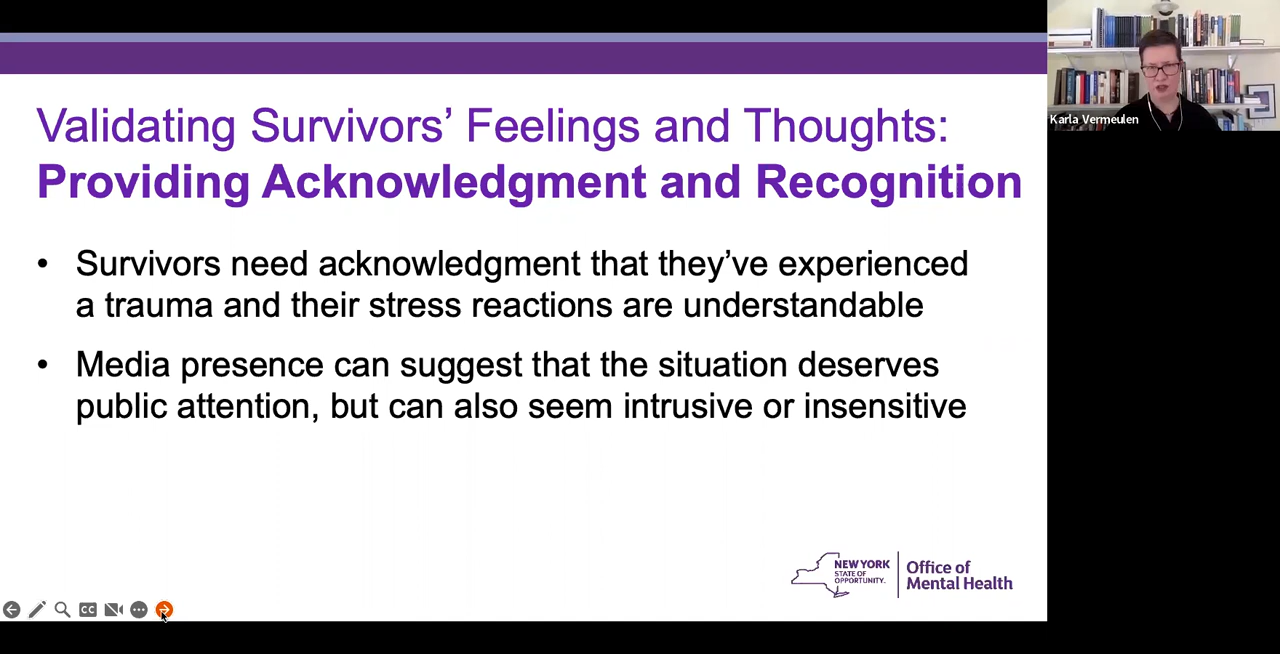 Validating Survivors’ Feelings and Thoughts:
Providing Acknowledgment and Recognition
• Survivors need acknowledgment that they’ve experienced
a trauma and their stress reactions are understandable
• Media presence can suggest that the situation deserves
public attention, but can also seem intrusive or insensitive
NEW YORK
STATE OF
OPPORTUNITY.
Office of
Mental Health
CC
Karla Vermeulen